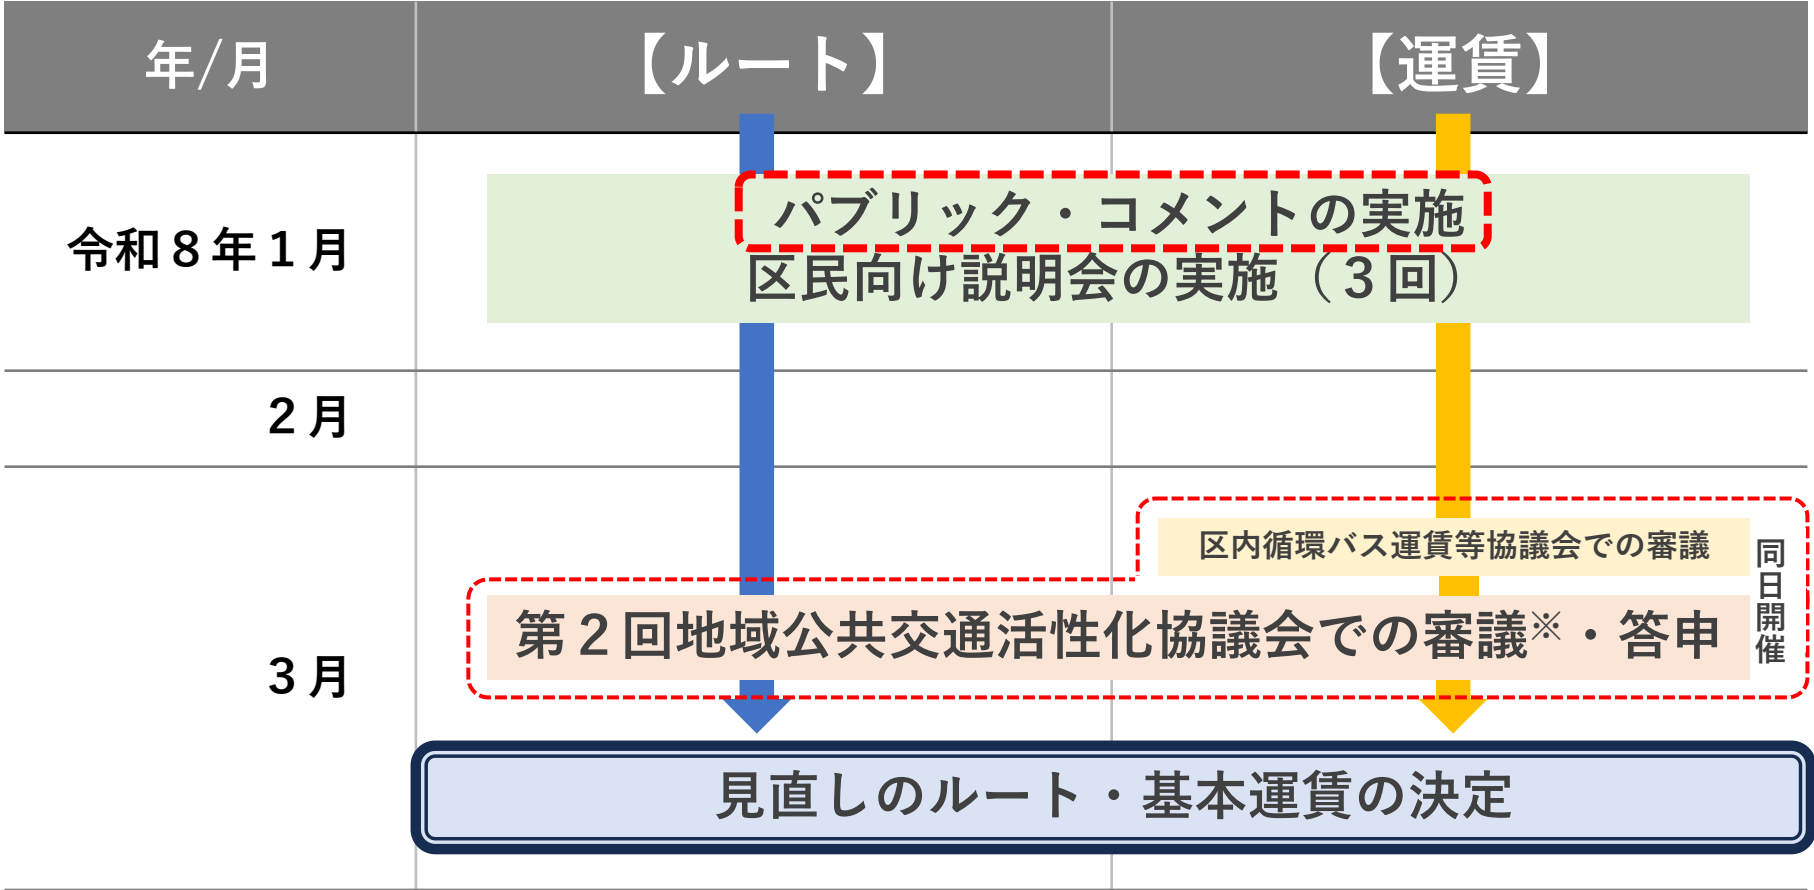 年/月
【ルート】
【運賃】
令和８年１月
パブリック・コメントの実施
区民向け説明会の実施（３回）
２月
３月
区内循環バス運賃等協議会での審議
第２回地域公共交通活性化協議会での審議※・答申
同日開催
見直しのルート・基本運賃の決定